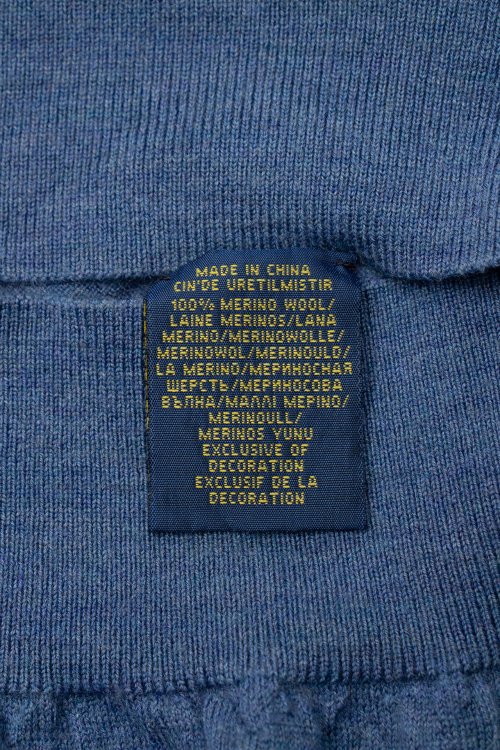 MADE IN CHINA
CIN'DE URETILMISTIR
100% MERINO WOOL/
LAINE MERINOS/LANA
MERINO/MERINOWOLLE/
MERINOWOL/MERINOULD/
LA MERINO/МЕРИНОСНАЯ
ШЕРСТЬ/МЕРИНОСОВА
ВЪЛНА/ΜΑΛΛΙ ΜΕΡΙΝΟ/
MERINOULL/
MERINOS YUNU
EXCLUSIVE OF
DECORATION
EXCLUSIF DE LA
DECORATION